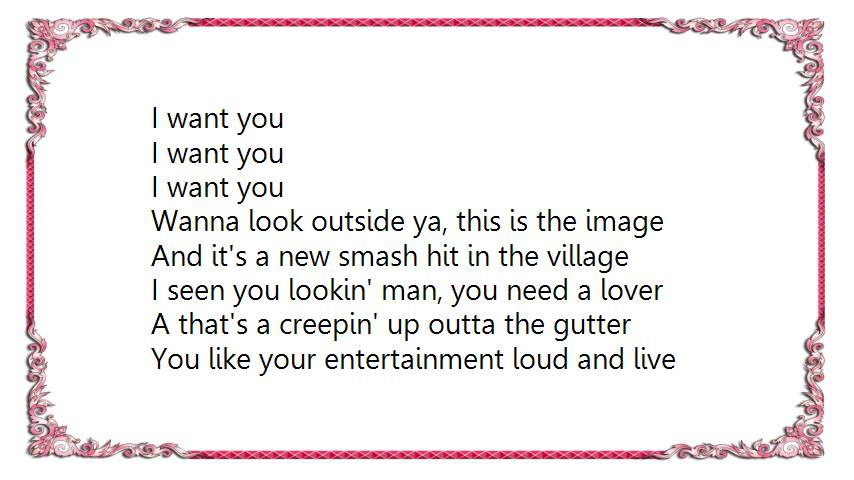 I want you
I want you
I want you
Wanna look outside ya, this is the image
And it's a new smash hit in the village
I seen you lookin' man, you need a lover
A that's a creepin' up outta the gutter
You like your entertainment loud and live